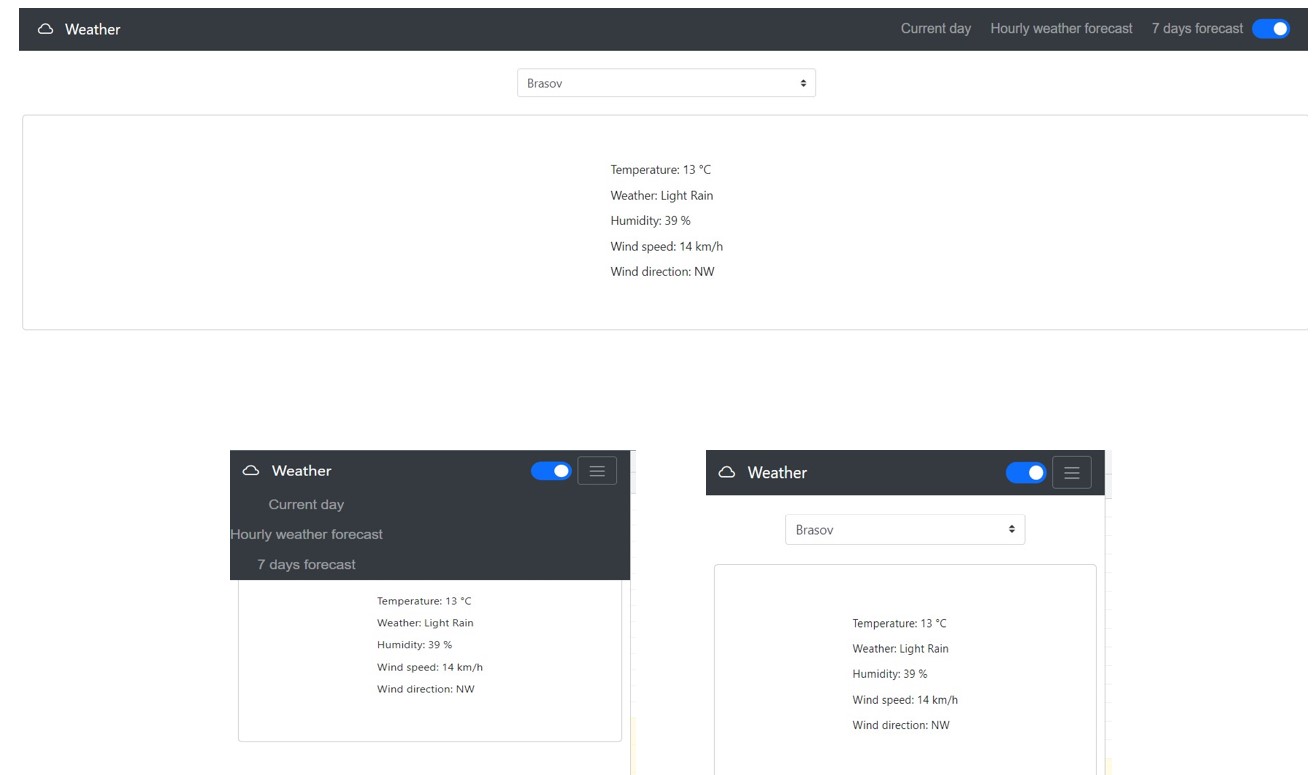 Weather Current day Hourly weather forecast 7 days forecast
Brasov
Temperature: 13 °C
Weather: Light Rain
Humidity: 39 %
Wind speed: 14 km/h
Wind direction: NW
Weather
Current day
Hourly weather forecast
7 days forecast
Temperature: 13 °C
Weather: Light Rain
Humidity: 39 %
Wind speed: 14 km/h
Wind direction: NW
Weather
Brasov
Temperature: 13 °C
Weather: Light Rain
Humidity: 39 %
Wind speed: 14 km/h
Wind direction: NW